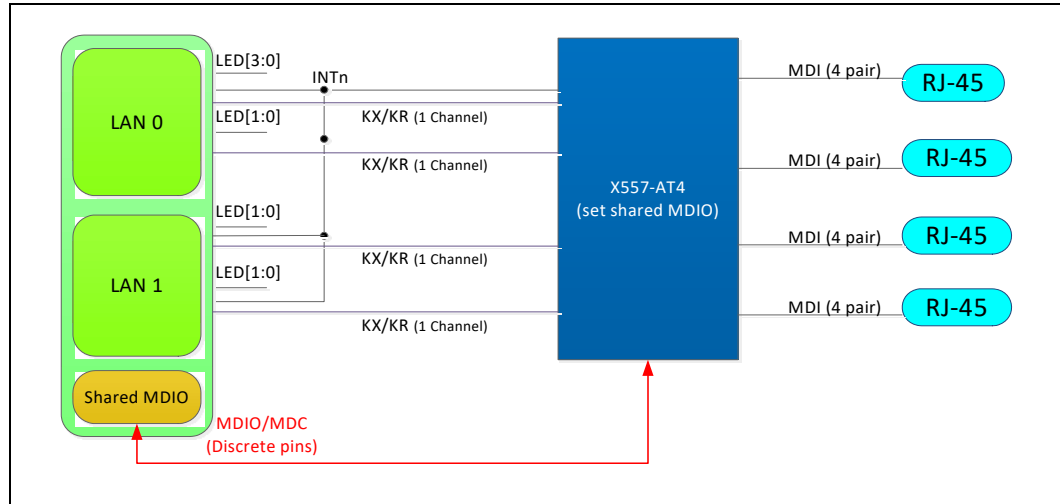 LED[3:0]
INTn
LAN 0
LED[1:0]
KX/KR (1 Channel)
KX/KR (1 Channel)
LED[1:0]
KX/KR (1 Channel)
LAN 1
LED[1:0]
KX/KR (1 Channel)
Shared MDIO
MDIO/MDC
(Discrete pins)
X557-AT4
(set shared MDIO)
MDI (4 pair)
RJ-45
MDI (4 pair)
RJ-45
MDI (4 pair)
RJ-45
MDI (4 pair)
RJ-45